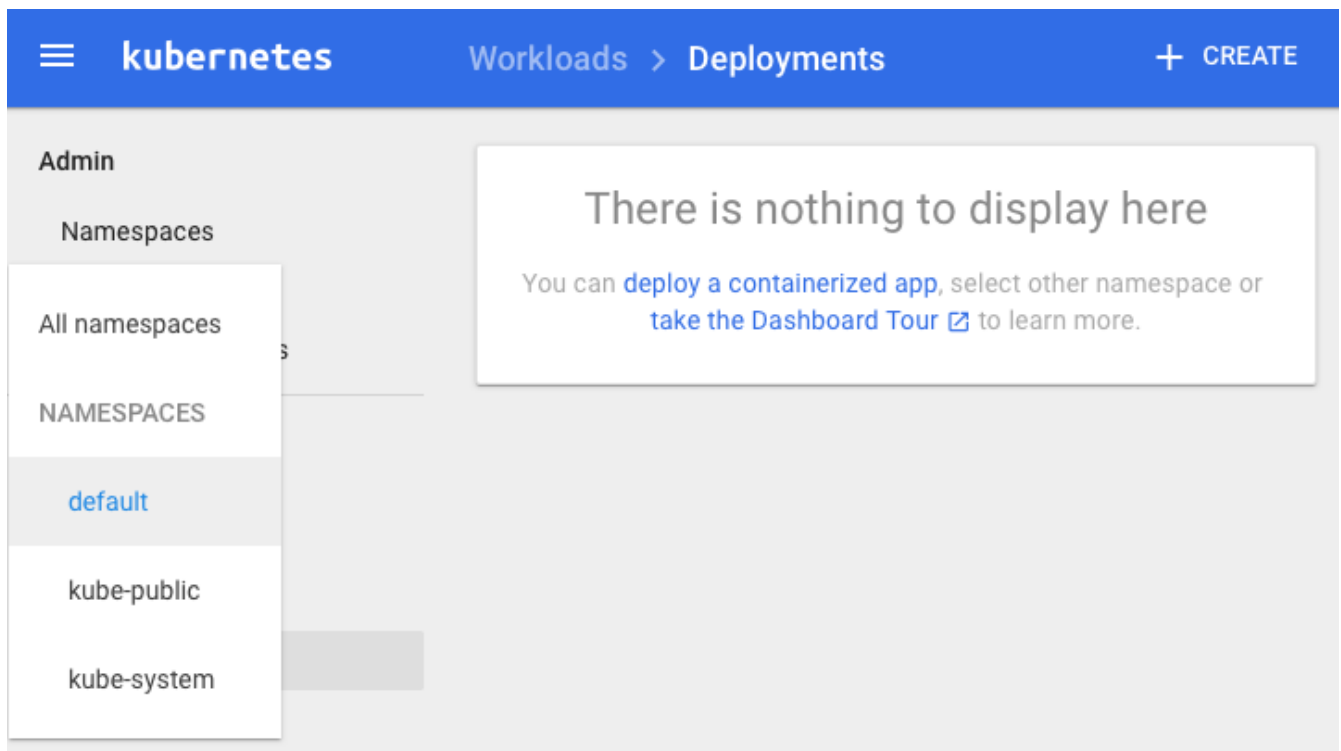 kubernetes
Workloads > Deployments
+ CREATE
Admin
Namespaces
All namespaces
s
NAMESPACES
default
kube-public
kube-system
There is nothing to display here
You can deploy a containerized app, select other namespace or
take the Dashboard Tour to learn more.